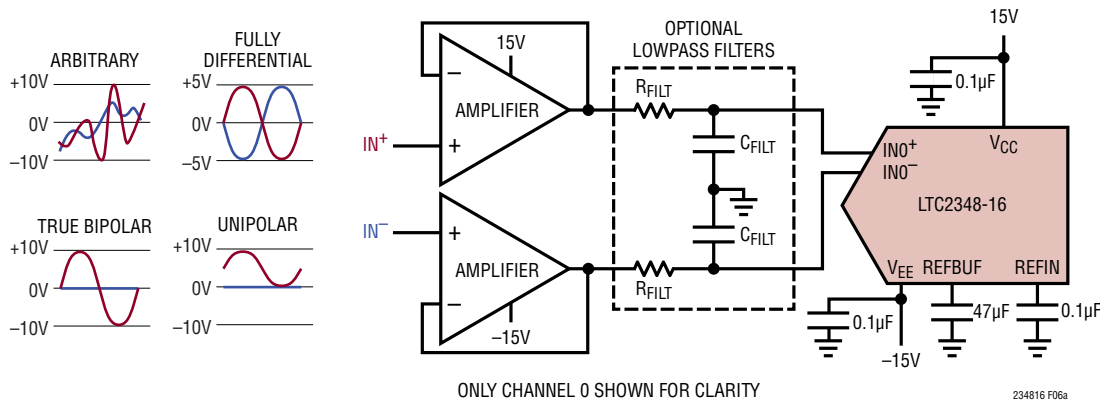 ARBITRARY
+10V
0V
–10V
FULLY
DIFFERENTIAL
+5V
0V
–5V
TRUE BIPOLAR
+10V
0V
–10V
UNIPOLAR
+10V
0V
–10V
15V
–
AMPLIFIER
+
IN+
IN–
+
AMPLIFIER
–
–15V
OPTIONAL
LOWPASS FILTERS
RFILT
CFILT
CFILT
RFILT
15V
0.1µF
VCC
IN0+
IN0–
LTC2348-16
VEE REFBUF REFIN
0.1µF
47µF
0.1µF
–15V
ONLY CHANNEL 0 SHOWN FOR CLARITY
234816 F06a